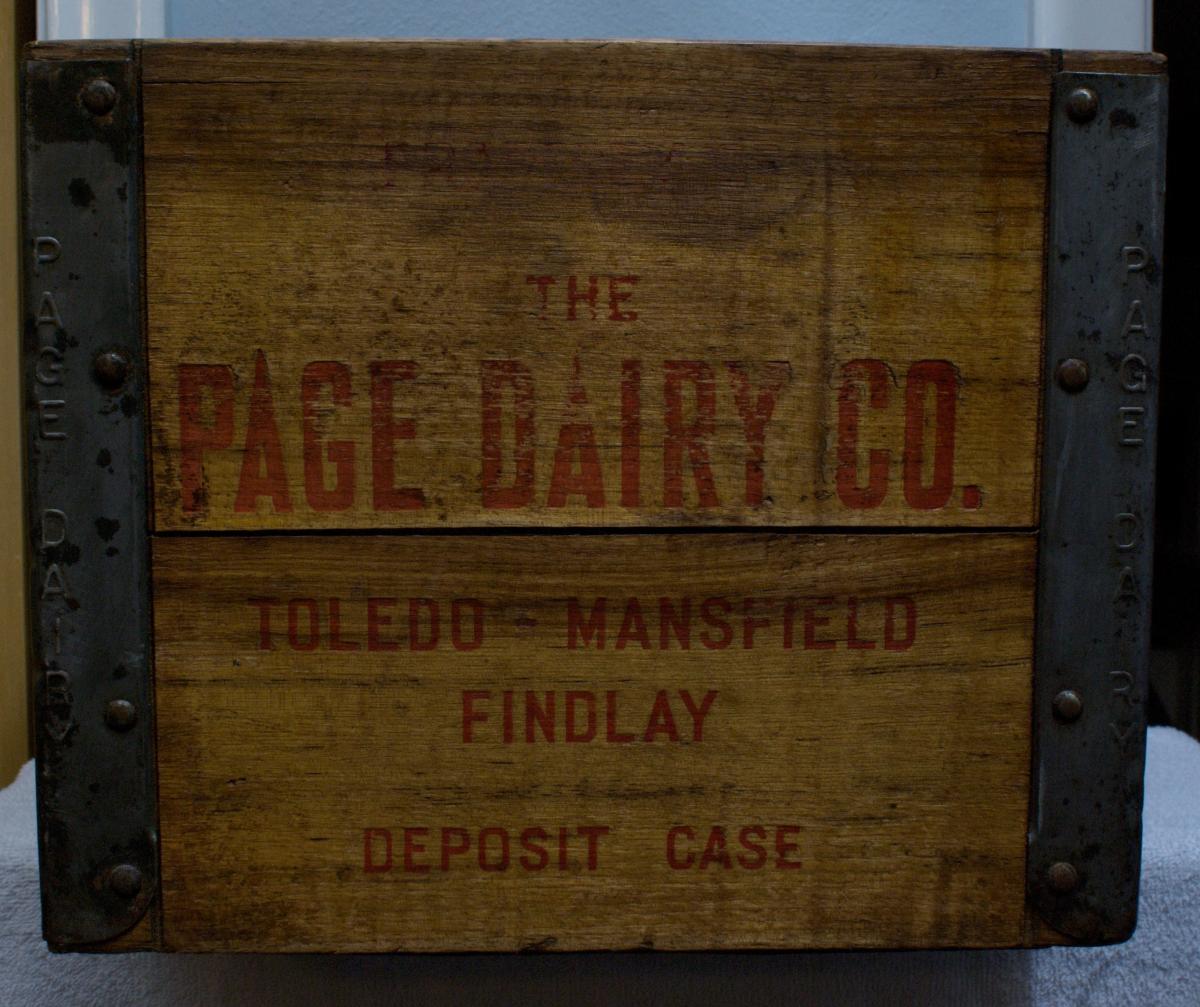 THE
PAGE DAIRY CO.
TOLEDO - MANSFIELD
FINDLAY
DEPOSIT CASE
PAGE DAIRY
PAGE DAIRY